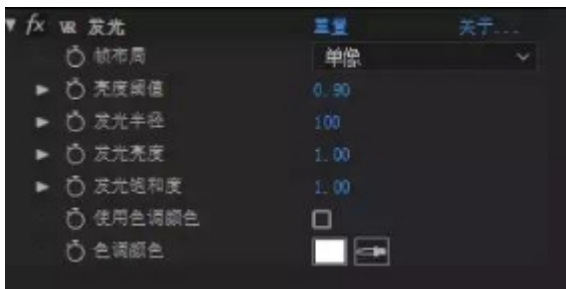 fx VR 发光 重置 关于...
帧布局 单像
亮度阈值 0.90
发光半径 100
发光亮度 1.00
发光饱和度 1.00
使用色调颜色
色调颜色